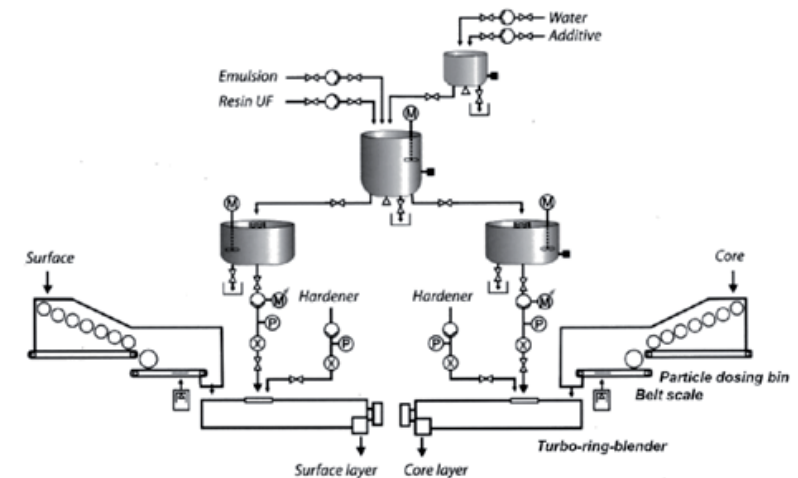 Water
Additive
Emulsion
Resin UF
M
M
M
Surface
Core
Hardener
Hardener
M
M
P
P
P
P
X
X
X
X
Particle dosing bin
Belt scale
Turbo-ring-blender
Surface layer
Core layer